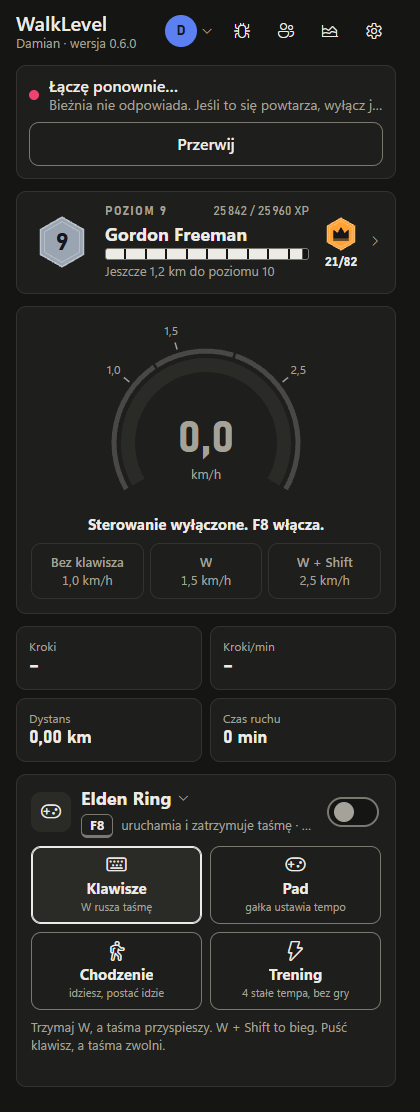 WalkLevel
Damian · wersja 0.6.0
D
Łączę ponownie...
Bieżnia nie odpowiada. Jeśli to się powtarza, wyłącz j...
Przerwij
POZIOM 9
25 842 / 25 960 XP
9
Gordon Freeman
Jeszcze 1,2 km do poziomu 10
21/82
1,5
1,0
2,5
0,0
km/h
Sterowanie wyłączone. F8 włącza.
Bez klawisza
1,0 km/h
W
1,5 km/h
W + Shift
2,5 km/h
Kroki
–
Kroki/min
–
Dystans
0,00 km
Czas ruchu
0 min
Elden Ring
F8 uruchamia i zatrzymuje taśmę · ...
Klawisze
W rusza taśmę
Pad
gałka ustawia tempo
Chodzenie
idziesz, postać idzie
Trening
4 stałe tempa, bez gry
Trzymaj W, a taśma przyspieszy. W + Shift to bieg. Puść
klawisz, a taśma zwolni.